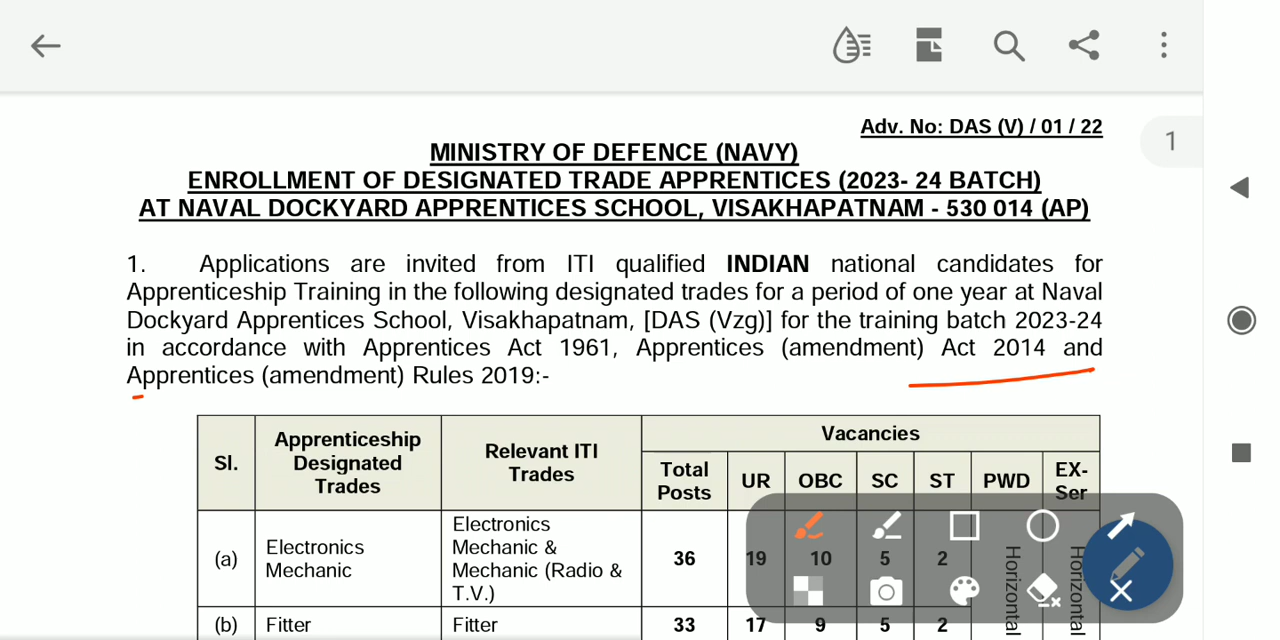 1
Adv. No: DAS (V) / 01 / 22
MINISTRY OF DEFENCE (NAVY)
ENROLLMENT OF DESIGNATED TRADE APPRENTICES (2023- 24 BATCH)
AT NAVAL DOCKYARD APPRENTICES SCHOOL, VISAKHAPATNAM - 530 014 (AP)
1. Applications are invited from ITI qualified INDIAN national candidates for
Apprenticeship Training in the following designated trades for a period of one year at Naval
Dockyard Apprentices School, Visakhapatnam, [DAS (Vzg)] for the training batch 2023-24
in accordance with Apprentices Act 1961, Apprentices (amendment) Act 2014 and
Apprentices (amendment) Rules 2019:-
Sl.
Apprenticeship
Designated
Trades
Relevant ITI
Trades
Vacancies
Total
Posts
UR
OBC
SC
ST
PWD
EX-
Ser
(a)
Electronics
Mechanic
Electronics
Mechanic &
Mechanic (Radio &
T.V.)
36
19
10
5
2
Horizontal
Horizontal
(b)
Fitter
Fitter
33
17
9
5
2